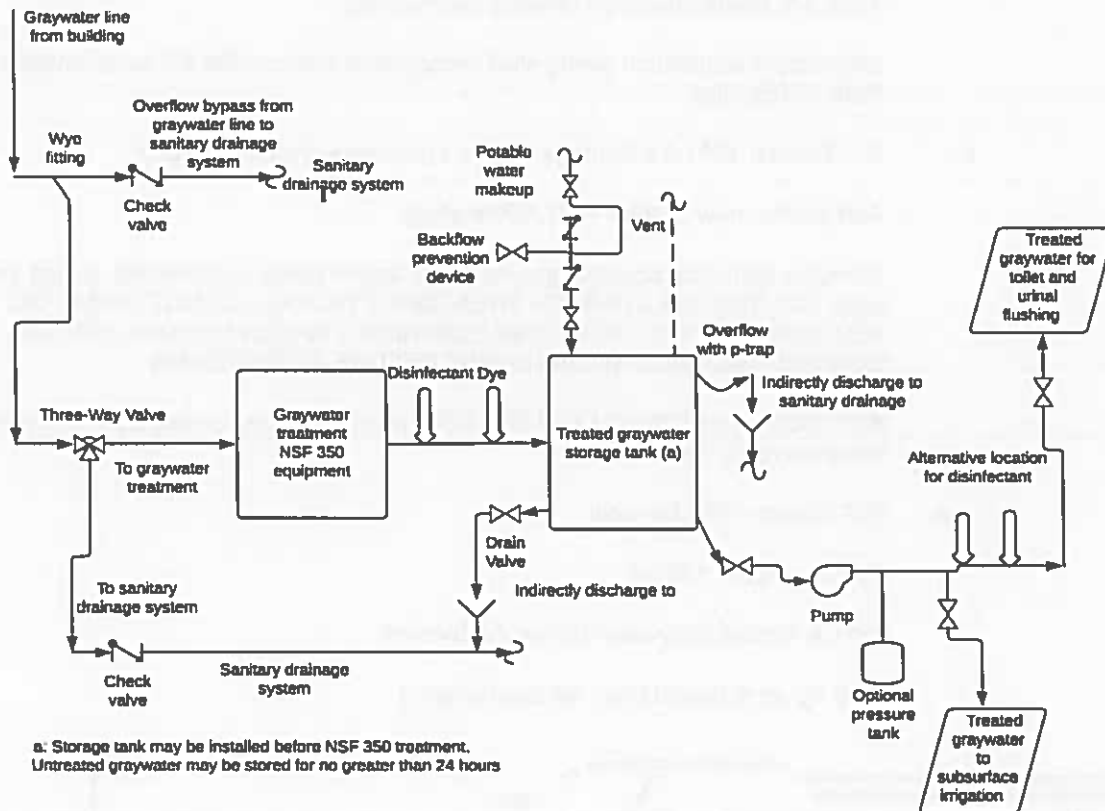 Graywater line
from building
Wye
fitting
Overflow bypass from
graywater line to
sanitary drainage
system
Sanitary
drainage system
Check
valve
Potable
water
makeup
Vent
Backflow
prevention
device
Overflow
with p-trap
Indirectly discharge to
sanitary drainage
Treated
graywater for
toilet and
urinal
flushing
Three-Way Valve
To graywater
treatment
Graywater
treatment
NSF 350
equipment
Disinfectant Dye
Treated graywater
storage tank (a)
Alternative location
for disinfectant
Drain
Valve
Indirectly discharge to
Pump
To sanitary
drainage system
Check
valve
Sanitary drainage
system
Optional
pressure
tank
Treated
graywater
to
subsurface
irrigation
a: Storage tank may be installed before NSF 350 treatment.
Untreated graywater may be stored for no greater than 24 hours